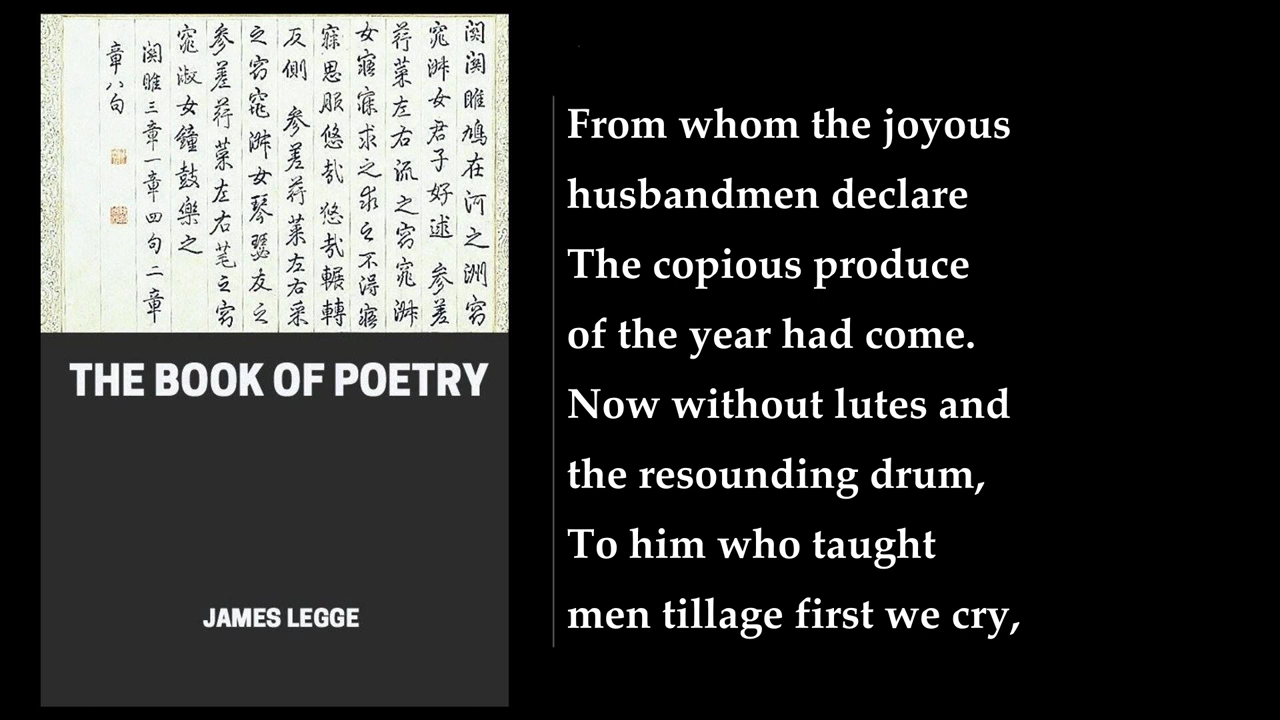 關關雎鳩在河之洲窈
窕淑女君子好逑 參差
荇菜左右流之窈窕淑
女寤寐求之求之不得寤
寐思服悠哉悠哉輾轉
反側 參差荇菜左右采
之窈窕淑女琴瑟友之
參差荇菜左右芼之窈
窕淑女鐘鼓樂之
關雎三章一章四句二章
章八句
THE BOOK OF POETRY
JAMES LEGGE
From whom the joyous
husbandmen declare
The copious produce
of the year had come.
Now without lutes and
the resounding drum,
To him who taught
men tillage first we cry,